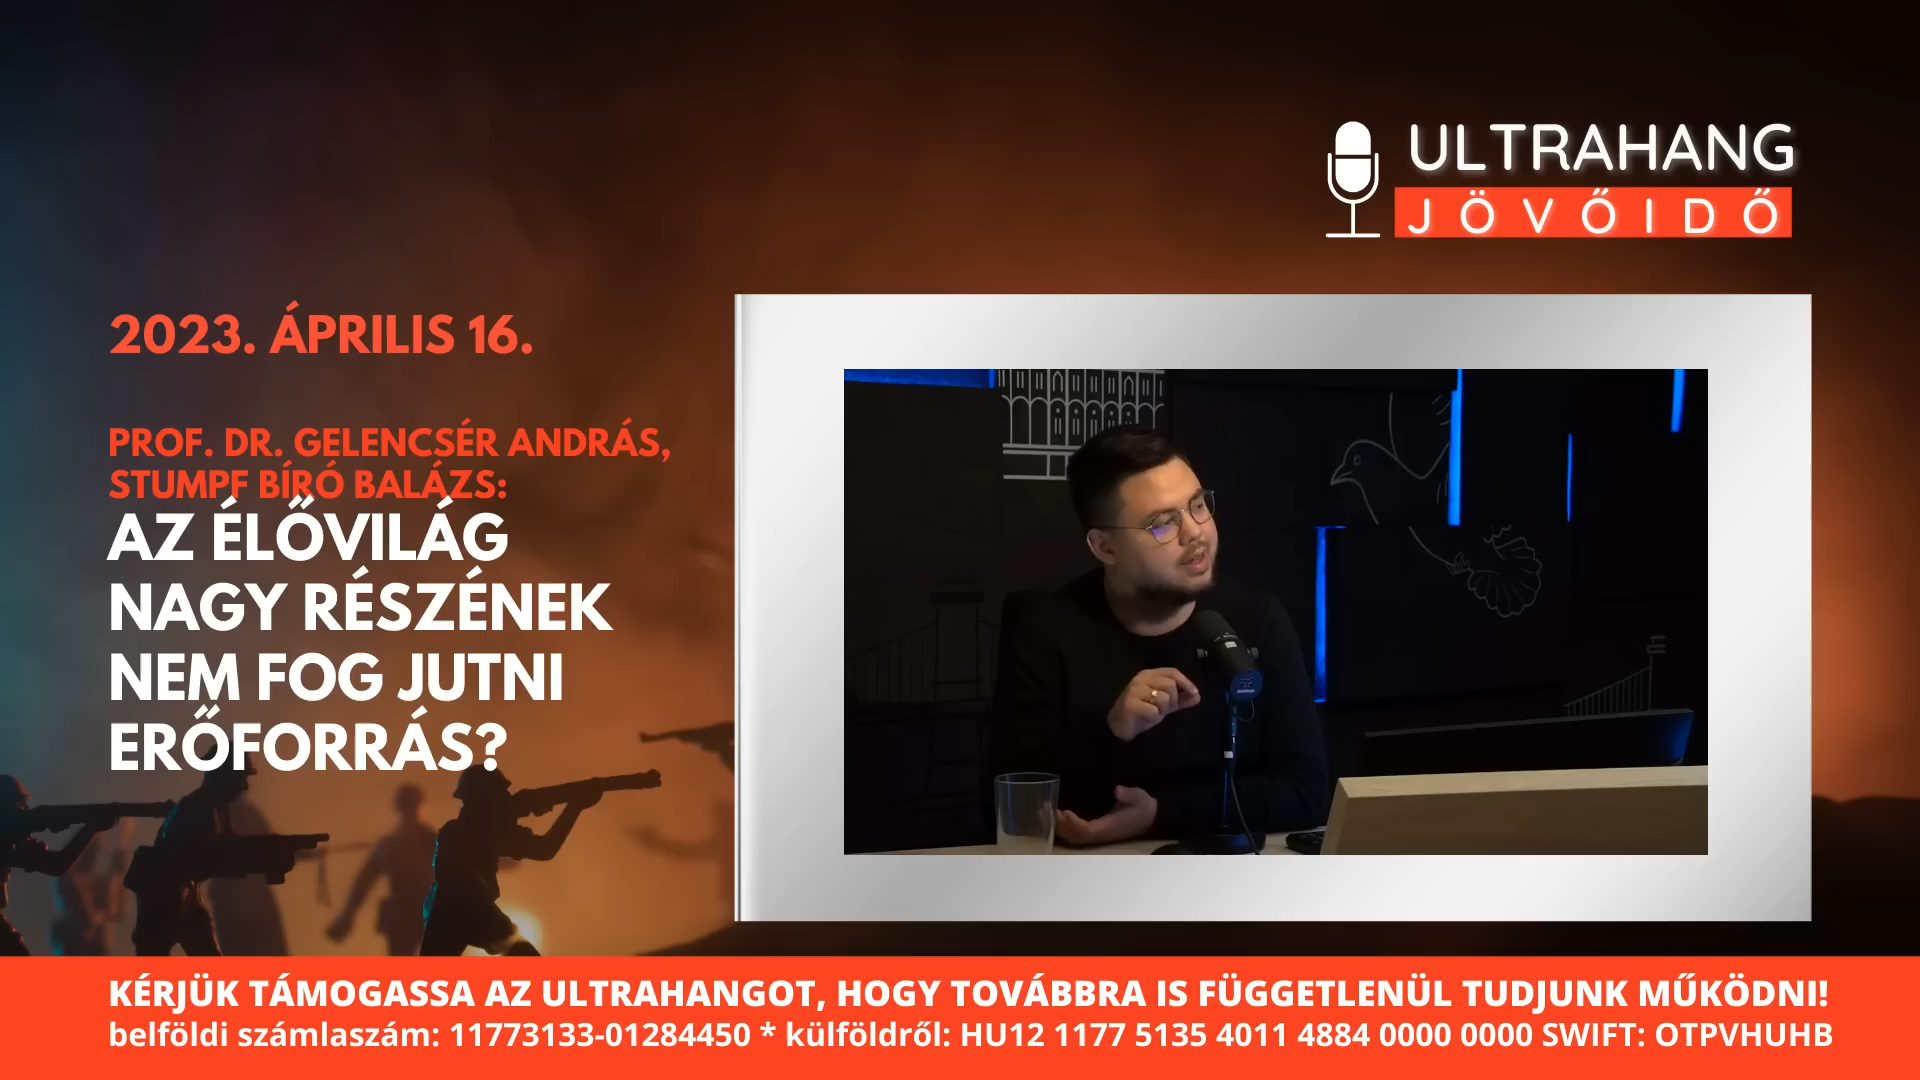 ULTRAHANG
JÖVŐIDŐ
2023. ÁPRILIS 16.
PROF. DR. GELENCSÉR ANDRÁS,
STUMPF BÍRÓ BALÁZS:
AZ ÉLŐVILÁG
NAGY RÉSZÉNEK
NEM FOG JUTNI
ERŐFORRÁS?
KÉRJÜK TÁMOGASSA AZ ULTRAHANGOT, HOGY TOVÁBBRA IS FÜGGETLENÜL TUDJUNK MŰKÖDNI!
belföldi számlaszám: 11773133-01284450 * külföldről: HU12 1177 5135 4011 4884 0000 0000 SWIFT: OTPVHUHB